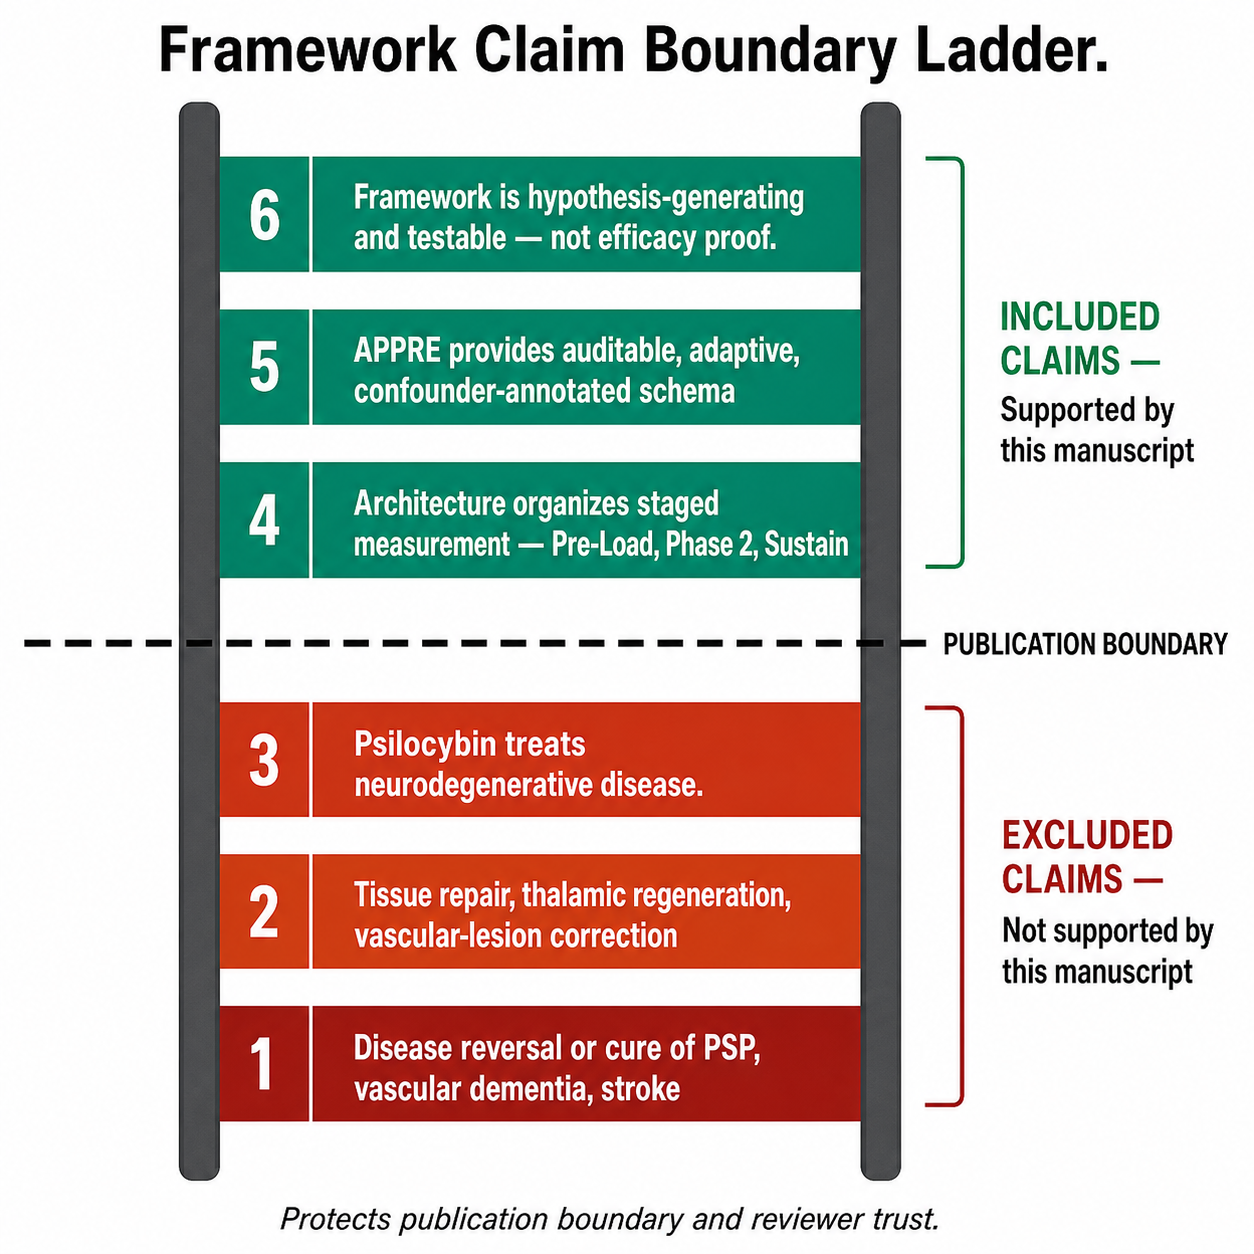 Framework Claim Boundary Ladder.
6
Framework is hypothesis-generating
and testable — not efficacy proof.
5
APPRE provides auditable, adaptive,
confounder-annotated schema
4
Architecture organizes staged
measurement — Pre-Load, Phase 2, Sustain
INCLUDED
CLAIMS —
Supported by
this manuscript
PUBLICATION BOUNDARY
3
Psilocybin treats
neurodegenerative disease.
2
Tissue repair, thalamic regeneration,
vascular-lesion correction
1
Disease reversal or cure of PSP,
vascular dementia, stroke
EXCLUDED
CLAIMS —
Not supported by
this manuscript
Protects publication boundary and reviewer trust.